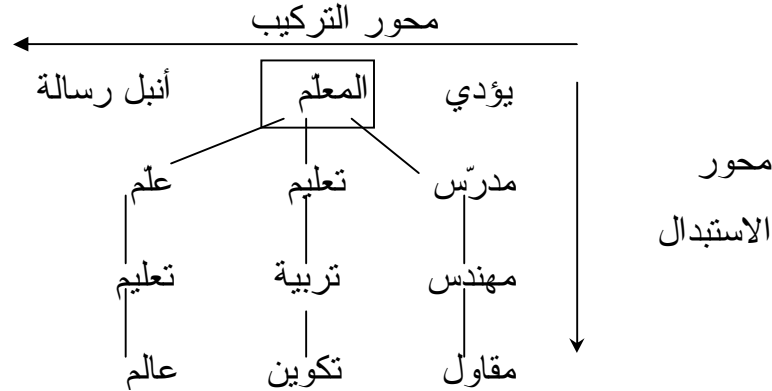 محور التركيب
يؤدي المعلّم أنبل رسالة
محور
الاستبدال
مدرّس تعليم علّم
مهندس تربية تعليم
مقاول تكوين عالم